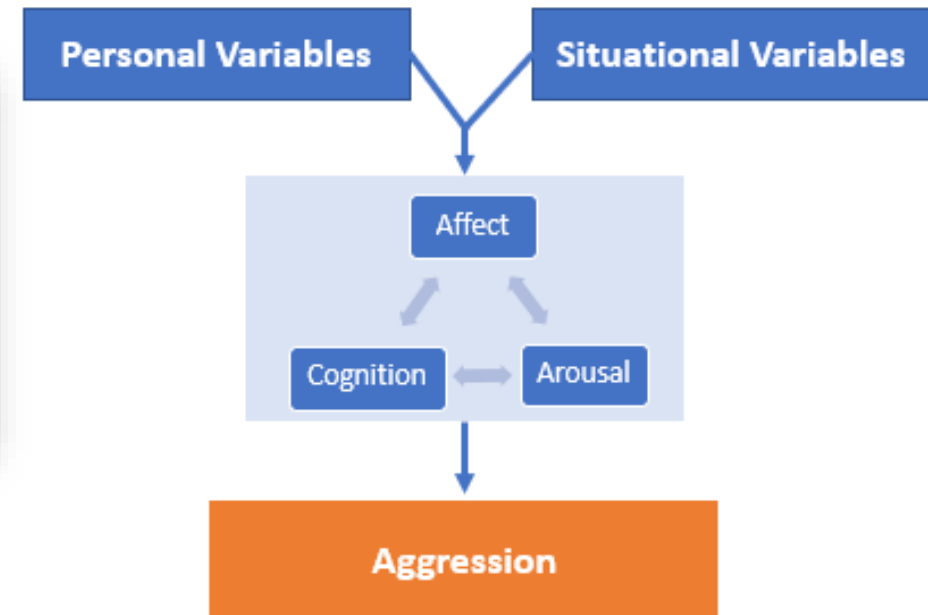 Personal Variables
Situational Variables
Affect
Cognition
Arousal
Aggression